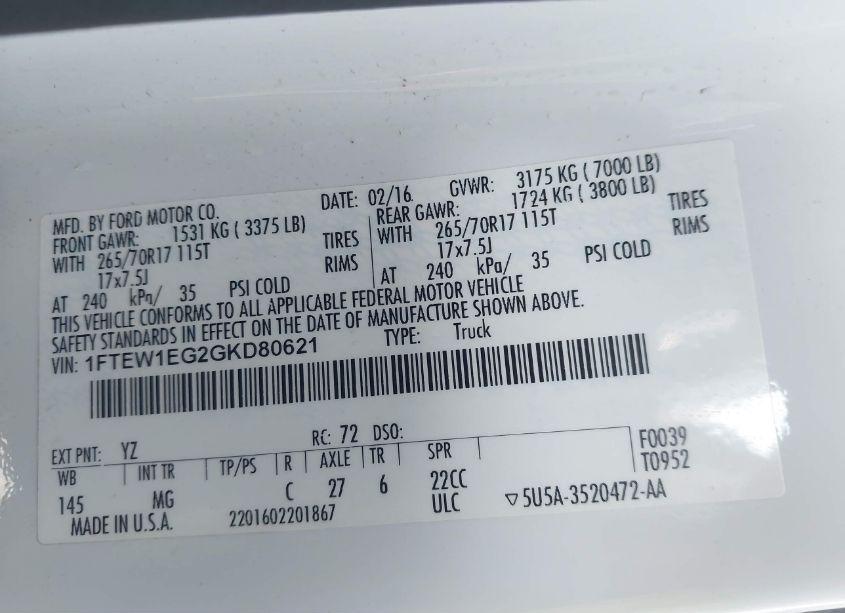 MFD. BY FORD MOTOR CO. DATE: 02/16 GVWR: 3175 KG ( 7000 LB)
FRONT GAWR: 1531 KG ( 3375 LB) REAR GAWR: 1724 KG ( 3800 LB)
WITH 265/70R17 115T TIRES WITH 265/70R17 115T TIRES
17x7.5J RIMS 17x7.5J RIMS
AT 240 kPa/ 35 PSI COLD AT 240 kPa/ 35 PSI COLD
THIS VEHICLE CONFORMS TO ALL APPLICABLE FEDERAL MOTOR VEHICLE
SAFETY STANDARDS IN EFFECT ON THE DATE OF MANUFACTURE SHOWN ABOVE.
VIN: 1FTEW1EG2GKD80621 TYPE: Truck
EXT PNT: YZ RC: 72 DSO: F0039
WB INT TR TP/PS R AXLE TR SPR T0952
145 MG C 27 6 22CC
ULC ▽5U5A-3520472-AA
MADE IN U.S.A. 2201602201867